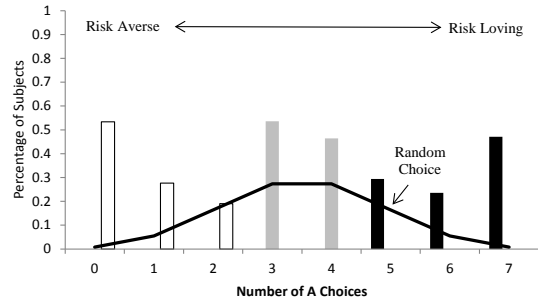 Risk Averse
Risk Loving
Percentage of Subjects
1
0.9
0.8
0.7
0.6
0.5
0.4
0.3
0.2
0.1
0
Random
Choice
0 1 2 3 4 5 6 7
Number of A Choices